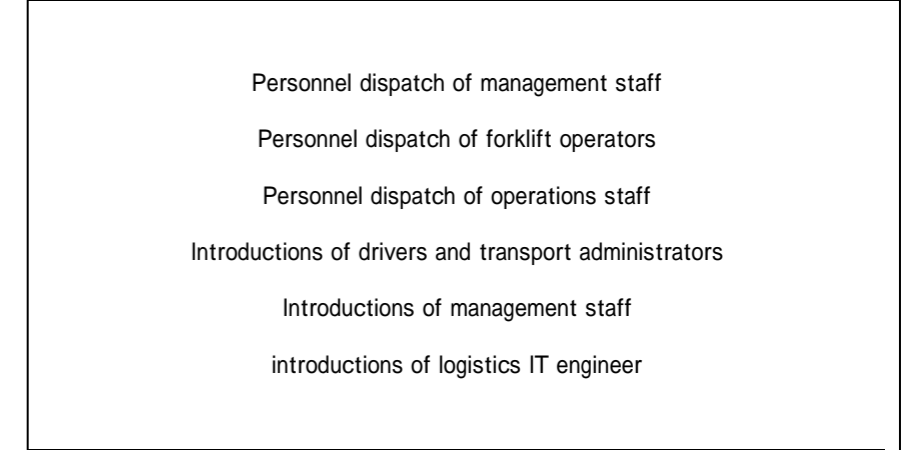 Personnel dispatch of management staff
Personnel dispatch of forklift operators
Personnel dispatch of operations staff
Introductions of drivers and transport administrators
Introductions of management staff
introductions of logistics IT engineer